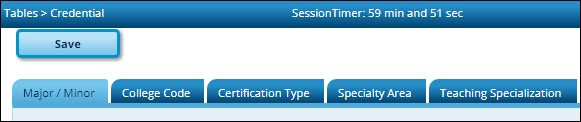 Tables > Credential SessionTimer: 59 min and 51 sec
Save
Major / Minor College Code Certification Type Specialty Area Teaching Specialization